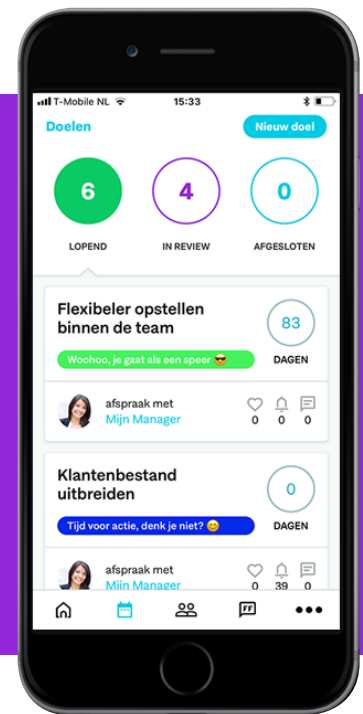 T-Mobile NL 15:33
Doelen Nieuw doel
6 4 0
LOPEND IN REVIEW AFGESLOTEN
Flexibeler opstellen
binnen de team
83
Woohoo, je gaat als een speer 😎
DAGEN
afspraak met
Mijn Manager
0 0 0
Klantenbestand
uitbreiden
0
Tijd voor actie, denk je niet? 😀
DAGEN
afspraak met
Mijn Manager
0 39 0
FF